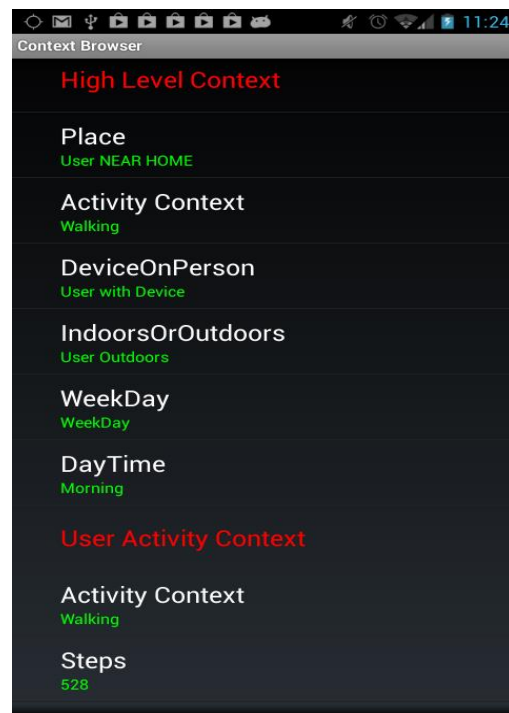 11:24
Context Browser
High Level Context
Place
User NEAR HOME
Activity Context
Walking
DeviceOnPerson
User with Device
IndoorsOrOutdoors
User Outdoors
WeekDay
WeekDay
DayTime
Morning
User Activity Context
Activity Context
Walking
Steps
528